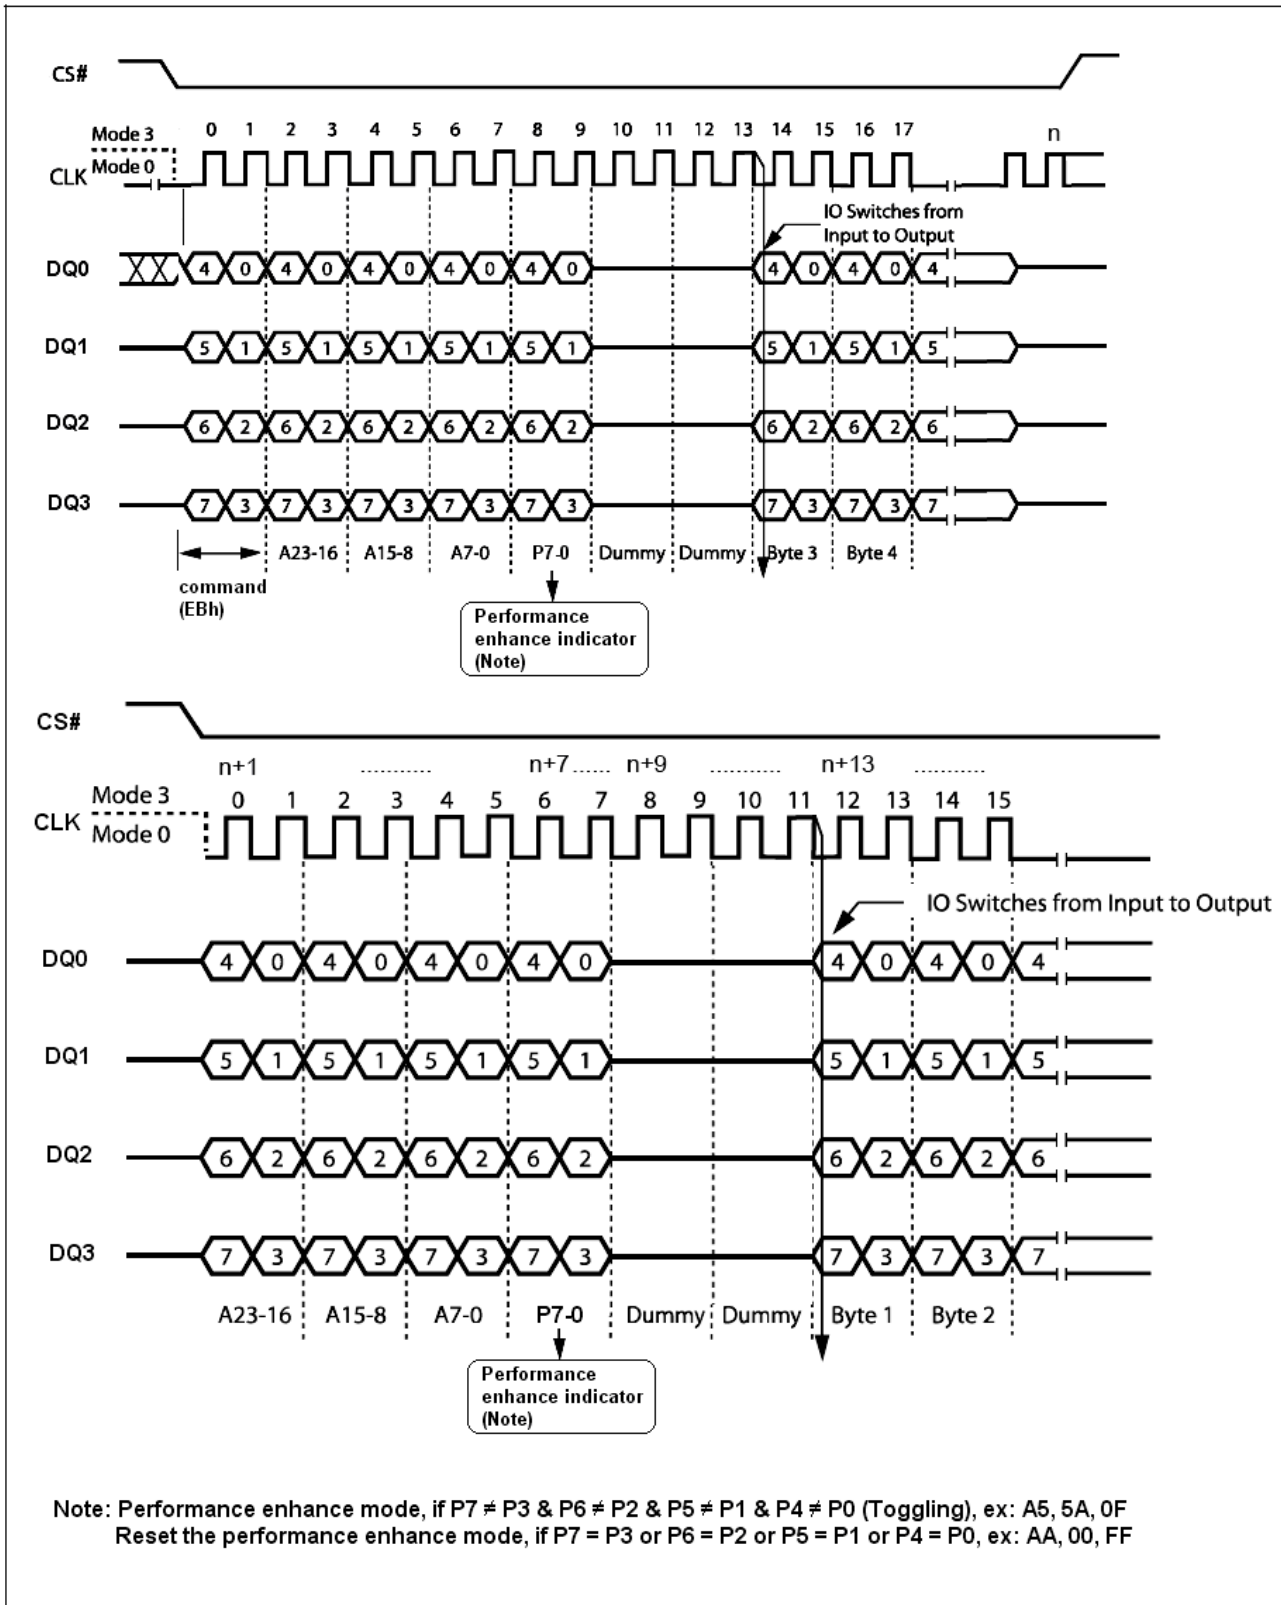 CS#
Mode 3
0 1 2 3 4 5 6 7 8 9 10 11 12 13 14 15 16 17 n
CLK Mode 0
IO Switches from
Input to Output
DQ0 4 0 4 0 4 0 4 0 4 0 4 0 4 0 4
DQ1 5 1 5 1 5 1 5 1 5 1 5 1 5 1 5
DQ2 6 2 6 2 6 2 6 2 6 2 6 2 6 2 6
DQ3 7 3 7 3 7 3 7 3 7 3 7 3 7 3 7
A23-16 A15-8 A7-0 P7-0 Dummy Dummy Byte 3 Byte 4
command
(EBh)
Performance
enhance indicator
(Note)
CS#
n+1 ........... n+7 ...... n+9 ........... n+13 ...........
Mode 3
0 1 2 3 4 5 6 7 8 9 10 11 12 13 14 15
CLK
Mode 0
IO Switches from Input to Output
DQ0 4 0 4 0 4 0 4 0 4 0 4 0 4
DQ1 5 1 5 1 5 1 5 1 5 1 5 1 5
DQ2 6 2 6 2 6 2 6 2 6 2 6 2 6
DQ3 7 3 7 3 7 3 7 3 7 3 7 3 7
A23-16 A15-8 A7-0 P7-0 Dummy Dummy Byte 1 Byte 2
Performance
enhance indicator
(Note)
Note: Performance enhance mode, if P7 ≠ P3 & P6 ≠ P2 & P5 ≠ P1 & P4 ≠ P0 (Toggling), ex: A5, 5A, 0F
Reset the performance enhance mode, if P7 = P3 or P6 = P2 or P5 = P1 or P4 = P0, ex: AA, 00, FF